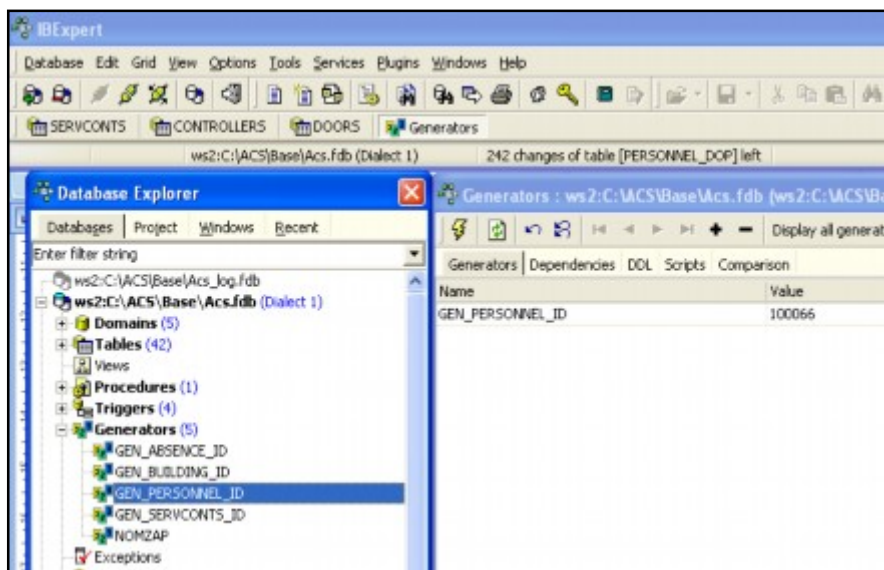 IBExpert
Database Edit Grid View Options Tools Services Plugins Windows Help
SERVCONTS CONTROLLERS DOORS Generators
ws2:C:\ACS\Base\Acs.fdb (Dialect 1) 242 changes of table [PERSONNEL_DOP] left
Database Explorer
Databases Project Windows Recent
Enter filter string
ws2:C:\ACS\Base\Acs_log.fdb
ws2:C:\ACS\Base\Acs.fdb (Dialect 1)
Domains (5)
Tables (42)
Views
Procedures (1)
Triggers (4)
Generators (5)
GEN_ABSENCE_ID
GEN_BUILDING_ID
GEN_PERSONNEL_ID
GEN_SERVCONTS_ID
NOMZAP
Exceptions
Generators : ws2:C:\ACS\Base\Acs.fdb (ws2:C:\ACS\Ba
Display all generat
Generators Dependencies DDL Scripts Comparison
Name Value
GEN_PERSONNEL_ID 100066